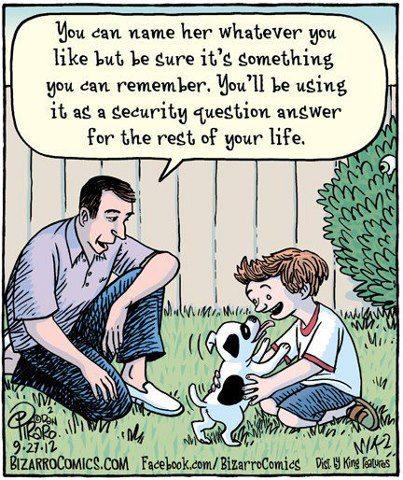 You can name her whatever you
like but be sure it's something
you can remember. You'll be using
it as a security question answer
for the rest of your life.
9·27·12
BIZARROCOMICS.COM Facebook.com/BizarroComics Dist. by King Features